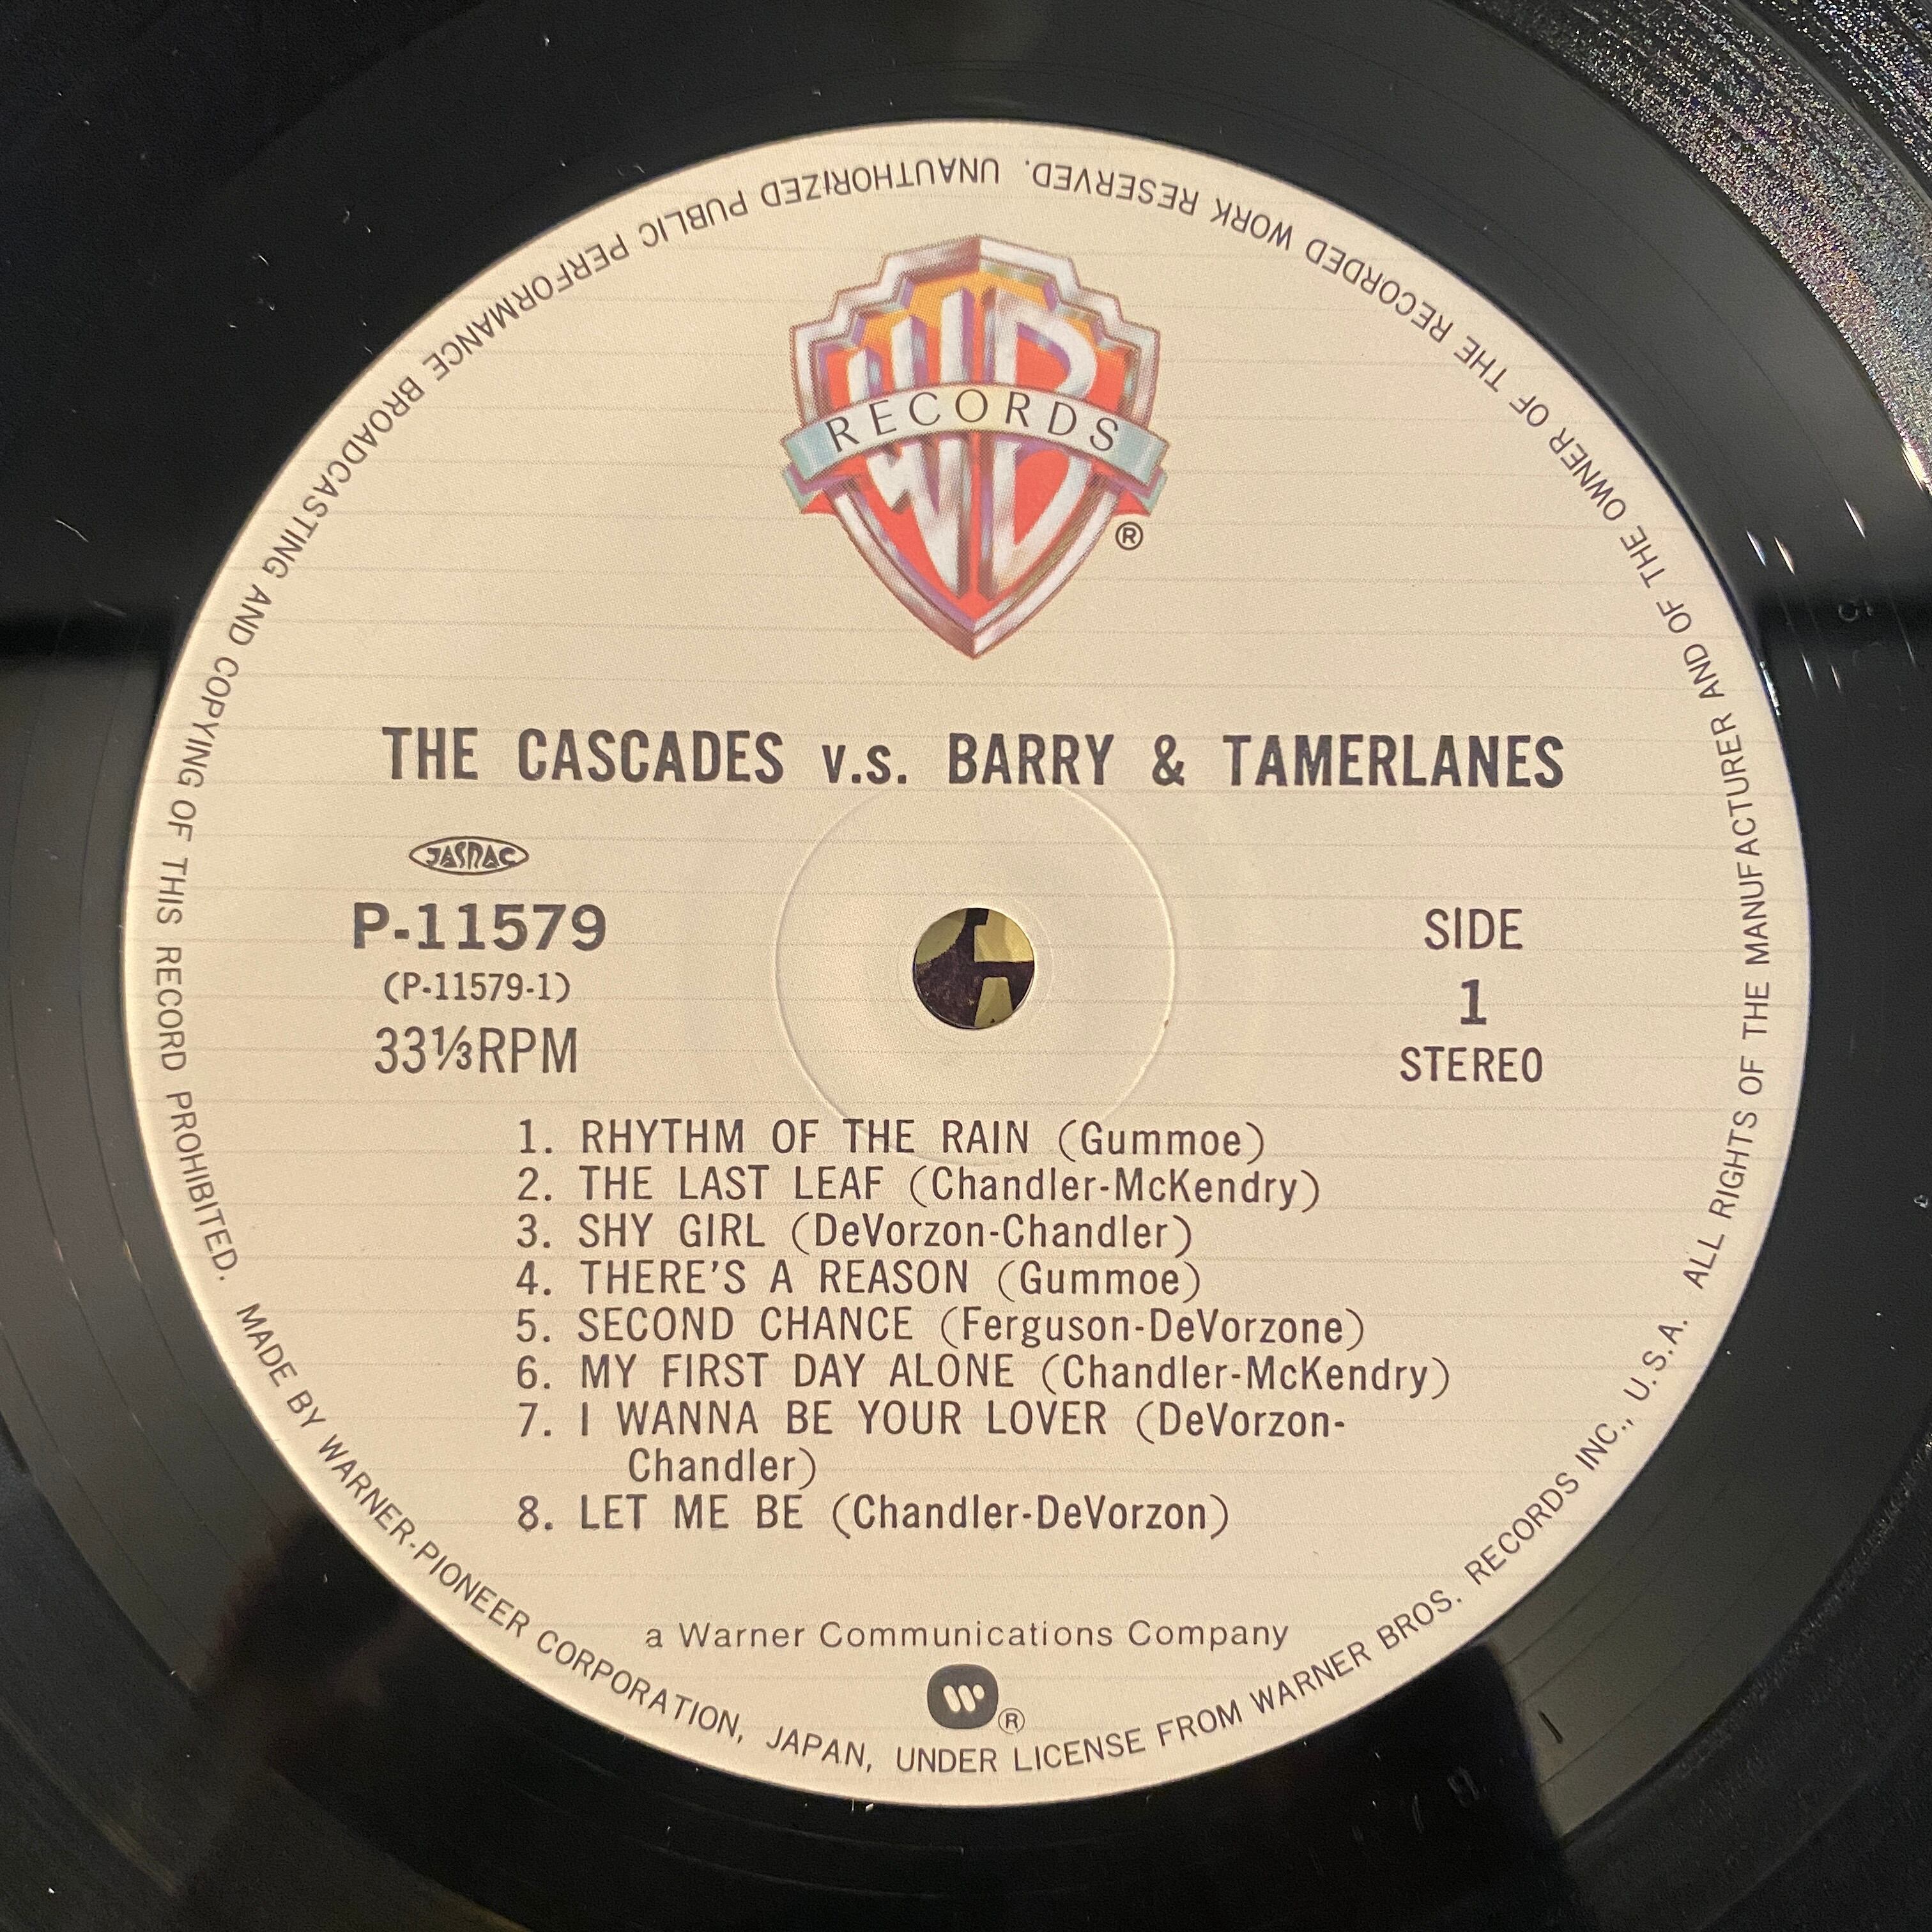 WB
RECORDS
®
THE CASCADES v.s. BARRY & TAMERLANES
JASRAC
P-11579
(P-11579-1)
33⅓RPM
SIDE
1
STEREO
1. RHYTHM OF THE RAIN (Gummoe)
2. THE LAST LEAF (Chandler-McKendry)
3. SHY GIRL (DeVorzon-Chandler)
4. THERE'S A REASON (Gummoe)
5. SECOND CHANCE (Ferguson-DeVorzone)
6. MY FIRST DAY ALONE (Chandler-McKendry)
7. I WANNA BE YOUR LOVER (DeVorzon-
Chandler)
8. LET ME BE (Chandler-DeVorzon)
a Warner Communications Company
W®
MADE BY WARNER-PIONEER CORPORATION, JAPAN, UNDER LICENSE FROM WARNER BROS. RECORDS INC., U.S.A. ALL RIGHTS OF THE MANUFACTURER AND OF THE OWNER OF THE RECORDED WORK RESERVED. UNAUTHORIZED PUBLIC PERFORMANCE BROADCASTING AND COPYING OF THIS RECORD PROHIBITED.